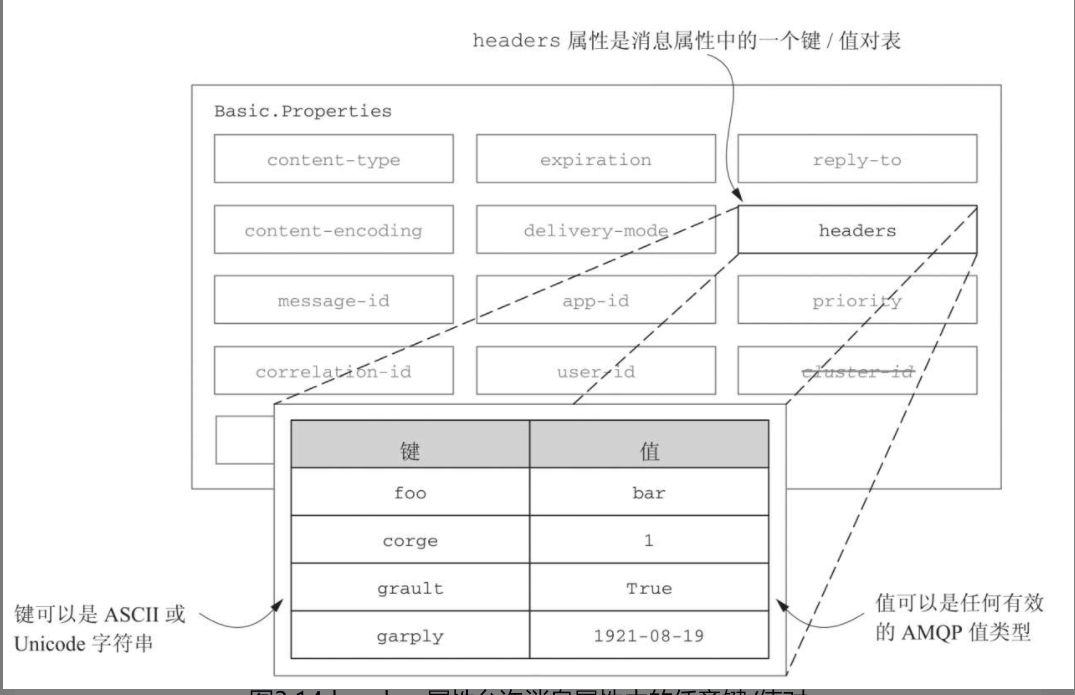 headers 属性是消息属性中的一个键 / 值对表
Basic.Properties
content-type
expiration
reply-to
content-encoding
delivery-mode
headers
message-id
app-id
priority
correlation-id
user-id
cluster-id
键
值
foo
bar
corge
1
grault
True
garply
1921-08-19
键可以是 ASCII 或
Unicode 字符串
值可以是任何有效
的 AMQP 值类型